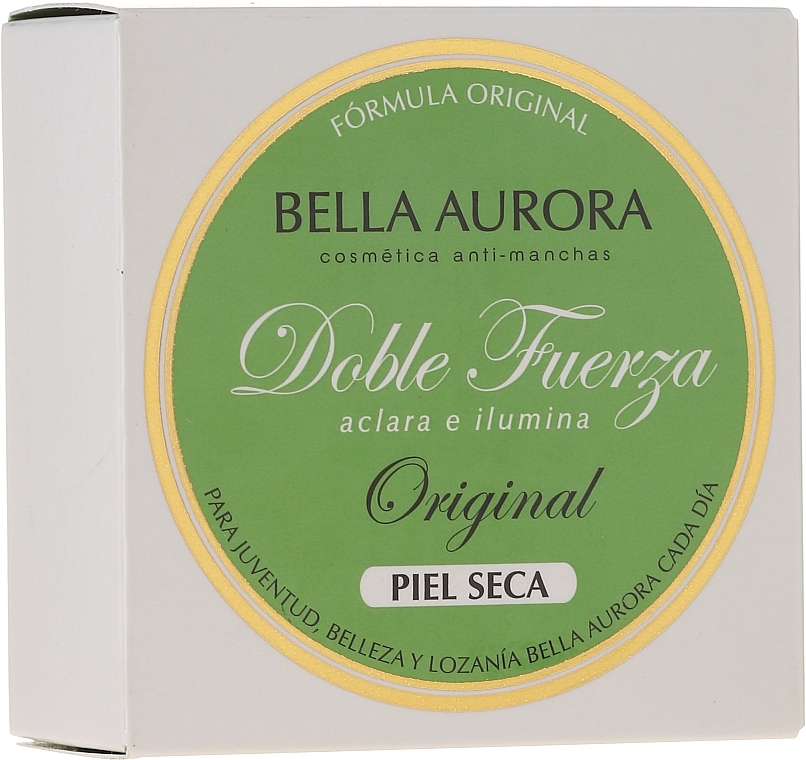 FÓRMULA ORIGINAL
BELLA AURORA
cosmética anti-manchas
Doble Fuerza
aclara e ilumina
Original
PIEL SECA
PARA JUVENTUD, BELLEZA Y LOZANÍA BELLA AURORA CADA DÍA